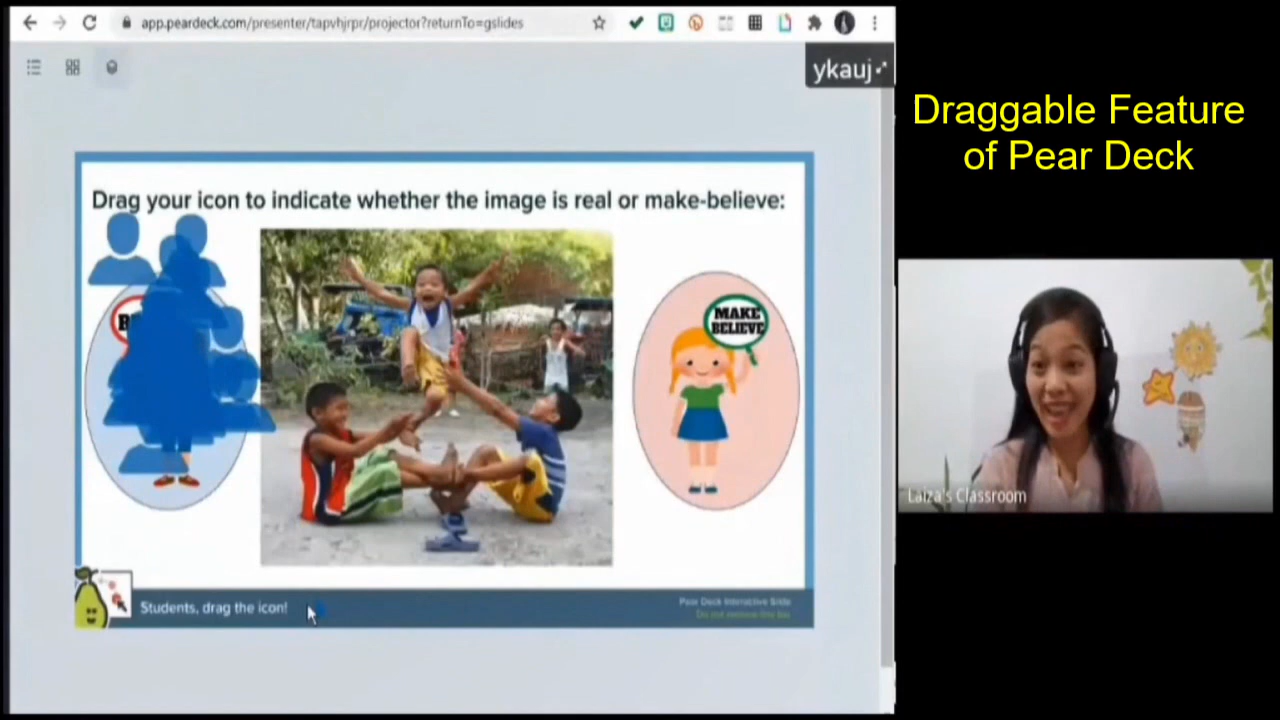 app.peardeck.com/presenter/tapvhjrpr/projector?returnTo=gslides
ykauj
Draggable Feature
of Pear Deck
Drag your icon to indicate whether the image is real or make-believe:
MAKE
BELIEVE
Laiza's Classroom
Students, drag the icon!
Pear Deck Interactive Slide
Do not remove this bar